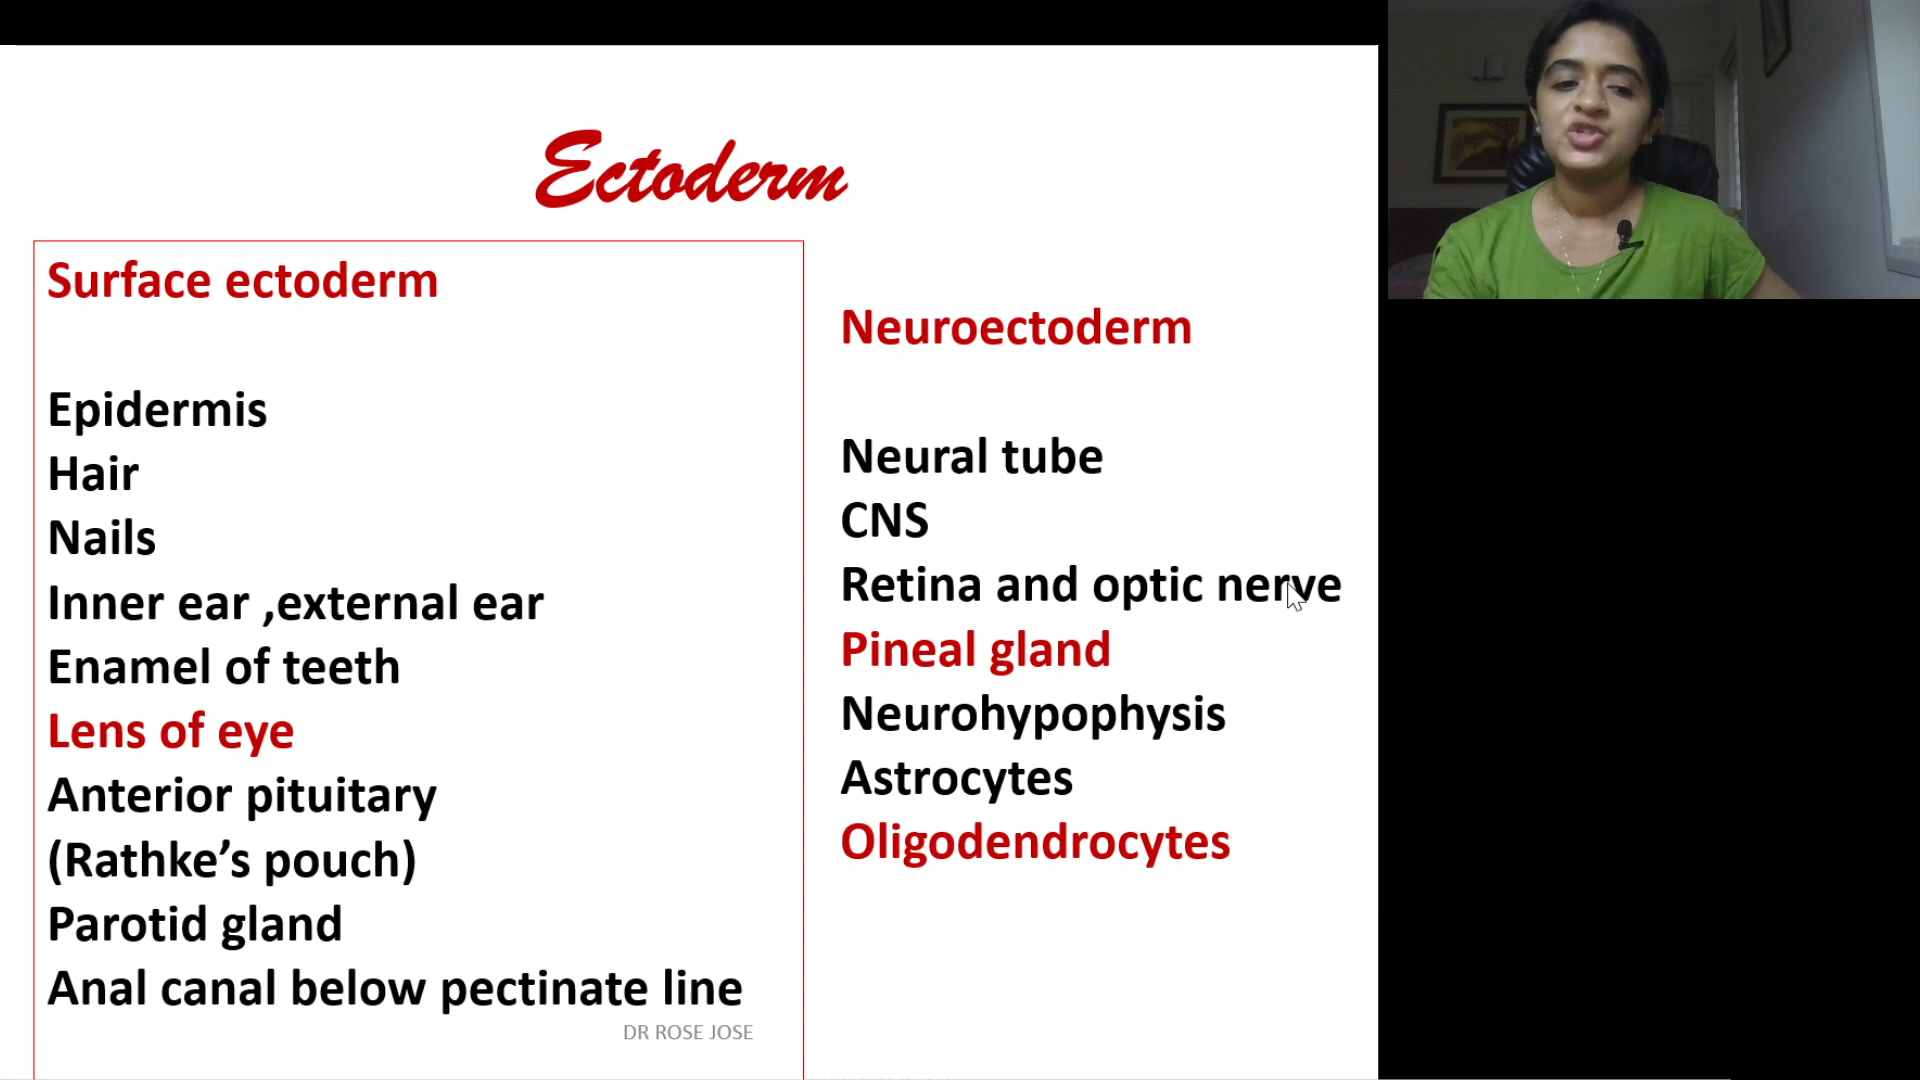 Ectoderm
Surface ectoderm
Epidermis
Hair
Nails
Inner ear ,external ear
Enamel of teeth
Lens of eye
Anterior pituitary
(Rathke’s pouch)
Parotid gland
Anal canal below pectinate line
DR ROSE JOSE
Neuroectoderm
Neural tube
CNS
Retina and optic nerve
Pineal gland
Neurohypophysis
Astrocytes
Oligodendrocytes